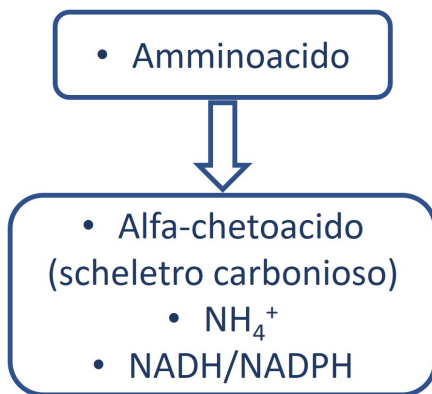 • Amminoacido
• Alfa-chetoacido
(scheletro carbonioso)
• NH₄⁺
• NADH/NADPH